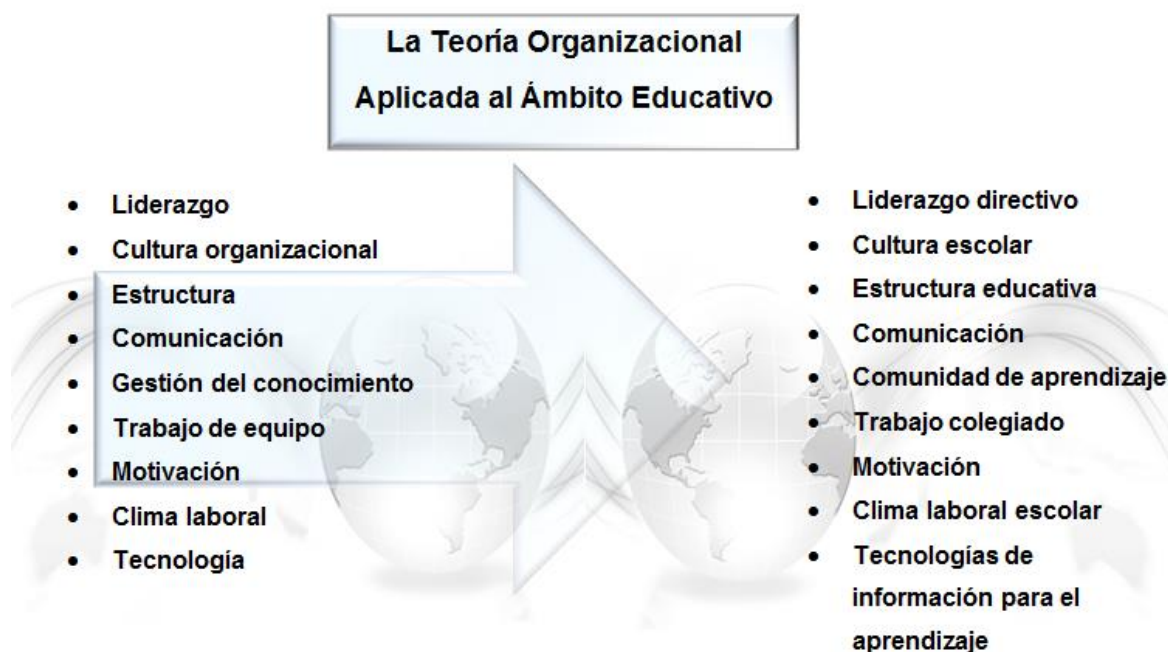 La Teoría Organizacional
Aplicada al Ámbito Educativo
• Liderazgo
• Cultura organizacional
• Estructura
• Comunicación
• Gestión del conocimiento
• Trabajo de equipo
• Motivación
• Clima laboral
• Tecnología
• Liderazgo directivo
• Cultura escolar
• Estructura educativa
• Comunicación
• Comunidad de aprendizaje
• Trabajo colegiado
• Motivación
• Clima laboral escolar
• Tecnologías de
información para el
aprendizaje